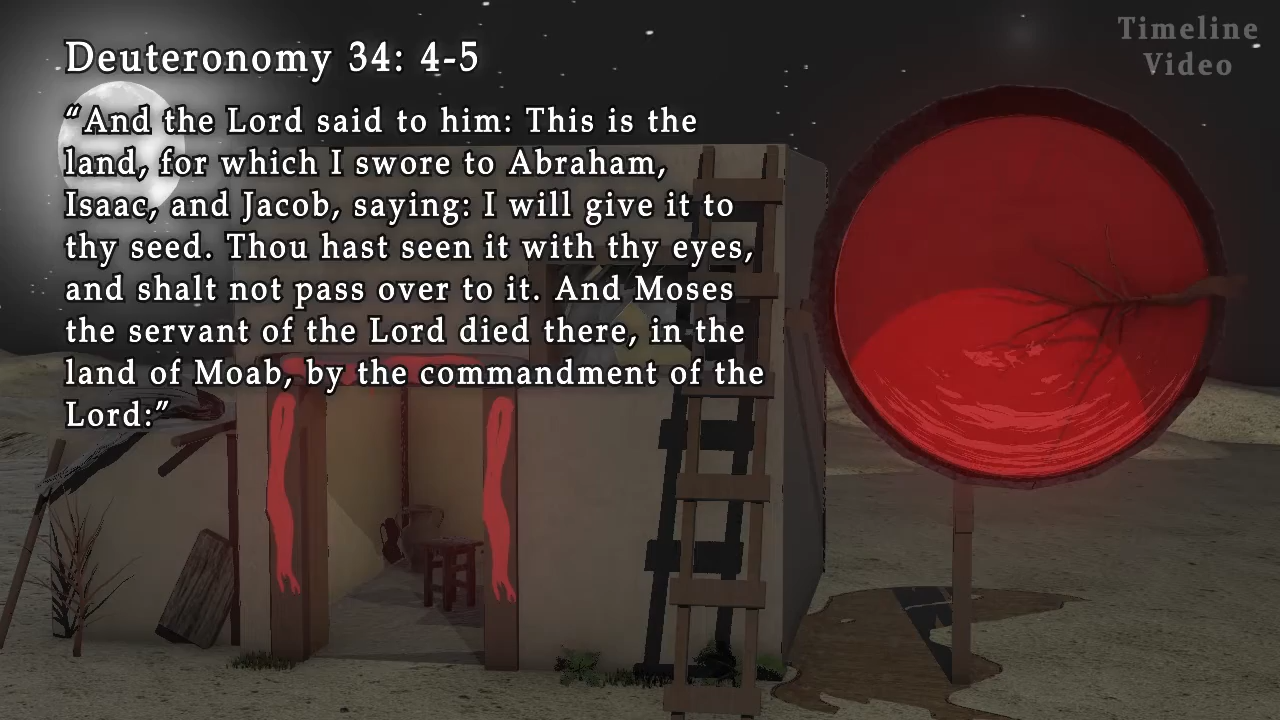 Deuteronomy 34: 4-5
Timeline
Video
“And the Lord said to him: This is the
land, for which I swore to Abraham,
Isaac, and Jacob, saying: I will give it to
thy seed. Thou hast seen it with thy eyes,
and shalt not pass over to it. And Moses
the servant of the Lord died there, in the
land of Moab, by the commandment of the
Lord:”